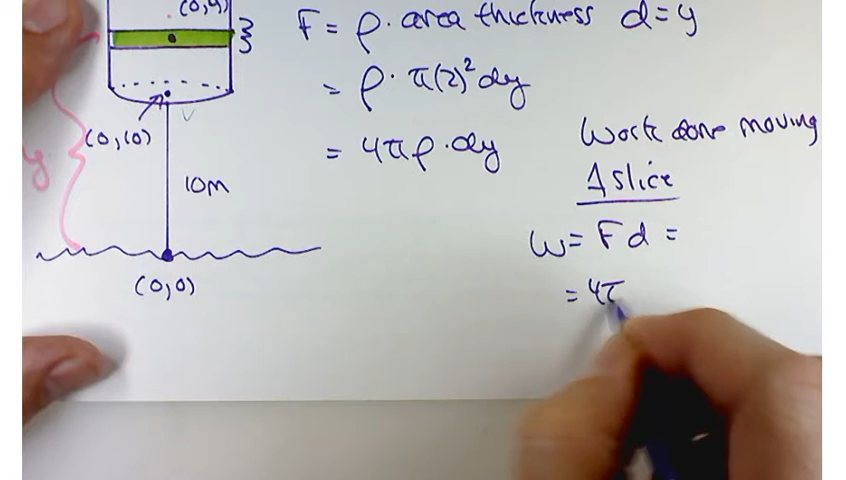 (0,y)
F = ρ · area thickness d = y
= ρ · π(2)² dy
(0,10)
= 4πρ · dy
Work done moving
1 slice
y
10m
W = Fd =
= 4π
(0,0)